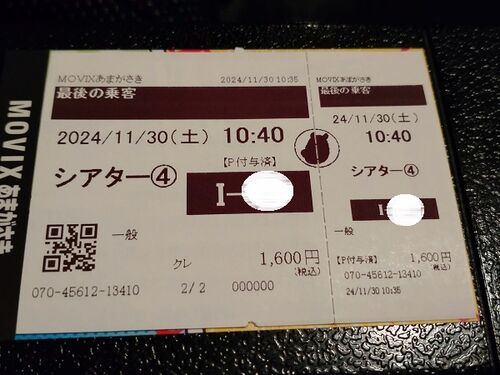 MOVIXあまがさき
MOVIXあまがさき 2024/11/30 10:35
最後の乗客
2024/11/30(土) 10:40
【P付与済】
シアター④
I-
一般
クレ
1,600円
(税込)
070-45612-13410 2/2 000000
MOVIXあまがさき
最後の乗客
24/11/30(土)
10:40
シアター④
I-
一般
【P付与済】 1,600円
(税込)
070-45612-13410
24/11/30 10:35